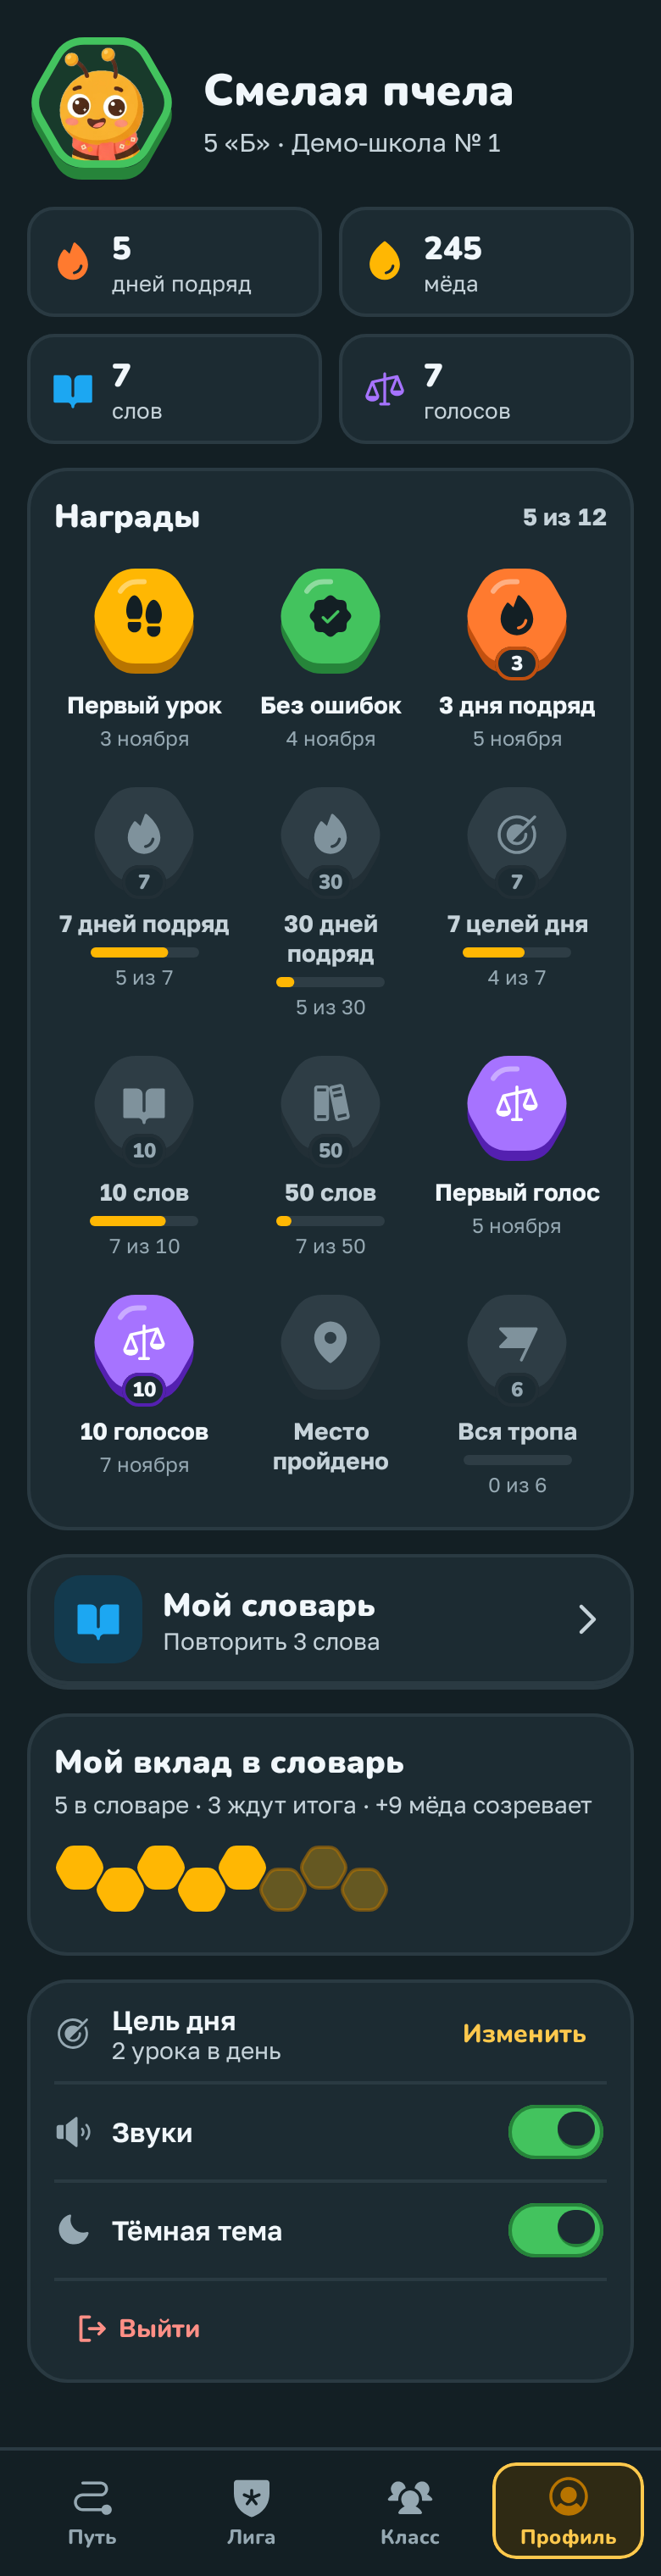 Смелая пчела
5 «Б» · Демо-школа № 1
5
дней подряд
245
мёда
7
слов
7
голосов
Награды
5 из 12
3
Первый урок
Без ошибок
3 дня подряд
3 ноября
4 ноября
5 ноября
7
30
7
7 дней подряд
30 дней
подряд
7 целей дня
5 из 7
5 из 30
4 из 7
10
50
10 слов
50 слов
Первый голос
7 из 10
7 из 50
5 ноября
10
6
10 голосов
Место
пройдено
Вся тропа
7 ноября
0 из 6
Мой словарь
Повторить 3 слова
Мой вклад в словарь
5 в словаре · 3 ждут итога · +9 мёда созревает
Цель дня
2 урока в день
Изменить
Звуки
Тёмная тема
Выйти
Путь
Лига
Класс
Профиль